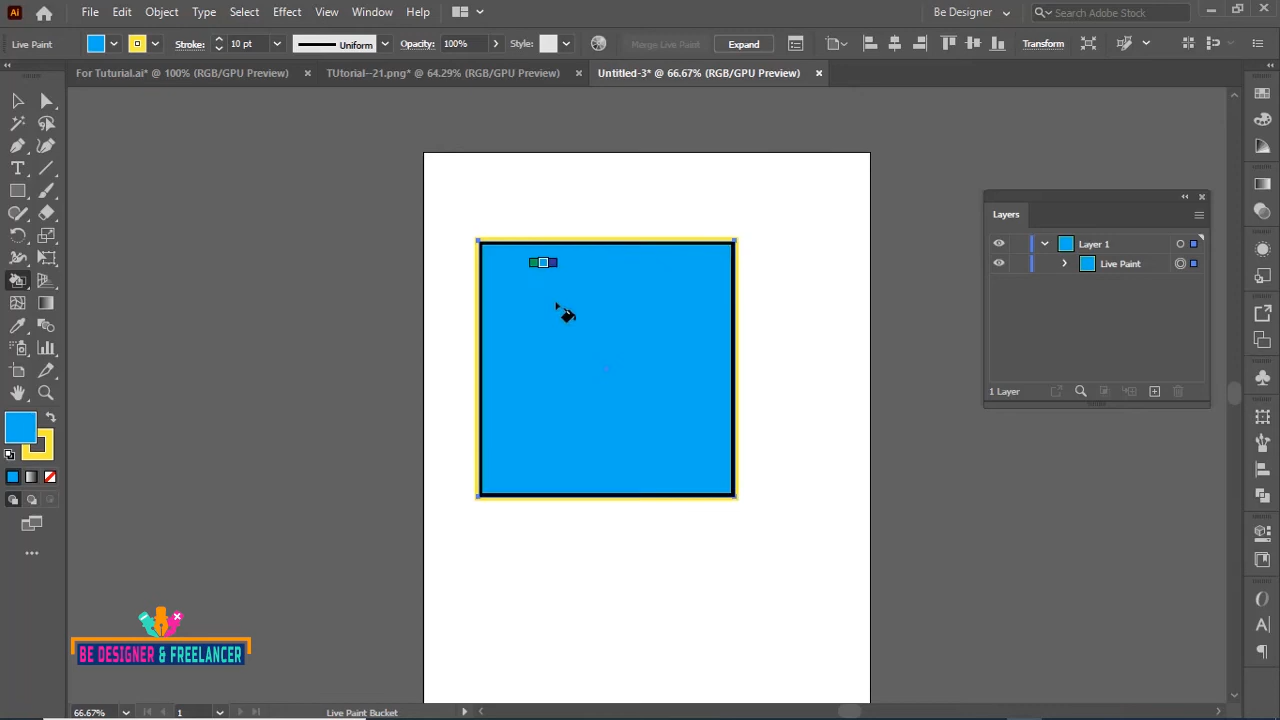 Ai File Edit Object Type Select Effect View Window Help Be Designer Search Adobe Stock
Live Paint Stroke: 10 pt Uniform Opacity: 100% Style: Merge Live Paint Expand Transform
For Tuturial.ai* @ 100% (RGB/GPU Preview) TUtorial--21.png* @ 64.29% (RGB/GPU Preview) Untitled-3* @ 66.67% (RGB/GPU Preview)
Layers
Layer 1
Live Paint
1 Layer
BE DESIGNER & FREELANCER
66.67% 1 Live Paint Bucket